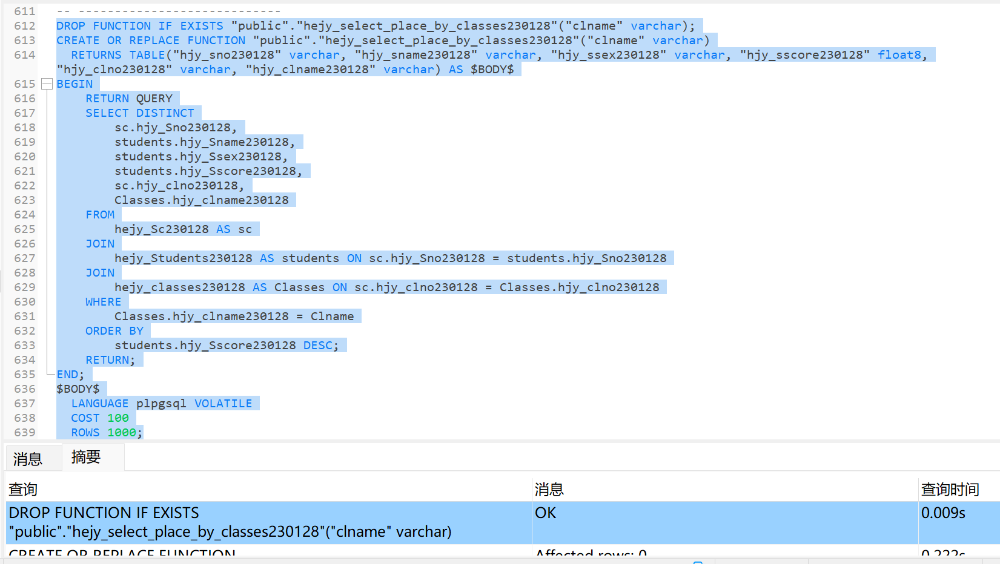 611 -- ----------------------------
612 DROP FUNCTION IF EXISTS "public"."hejy_select_place_by_classes230128"("clname" varchar);
613 CREATE OR REPLACE FUNCTION "public"."hejy_select_place_by_classes230128"("clname" varchar)
614   RETURNS TABLE("hjy_sno230128" varchar, "hjy_sname230128" varchar, "hjy_ssex230128" varchar, "hjy_sscore230128" float8,
"hjy_clno230128" varchar, "hjy_clname230128" varchar) AS $BODY$
615 BEGIN
616     RETURN QUERY
617     SELECT DISTINCT
618         sc.hjy_Sno230128,
619         students.hjy_Sname230128,
620         students.hjy_Ssex230128,
621         students.hjy_Sscore230128,
622         sc.hjy_clno230128,
623         Classes.hjy_clname230128
624     FROM
625         hejy_Sc230128 AS sc
626     JOIN
627         hejy_Students230128 AS students ON sc.hjy_Sno230128 = students.hjy_Sno230128
628     JOIN
629         hejy_classes230128 AS Classes ON sc.hjy_clno230128 = Classes.hjy_clno230128
630     WHERE
631         Classes.hjy_clname230128 = Clname
632     ORDER BY
633         students.hjy_Sscore230128 DESC;
634     RETURN;
635 END;
636 $BODY$
637   LANGUAGE plpgsql VOLATILE
638   COST 100
639   ROWS 1000;
消息 摘要
查询 消息 查询时间
DROP FUNCTION IF EXISTS OK 0.009s
"public"."hejy_select_place_by_classes230128"("clname" varchar)
CREATE OR REPLACE FUNCTION Affected rows: 0 0.222s